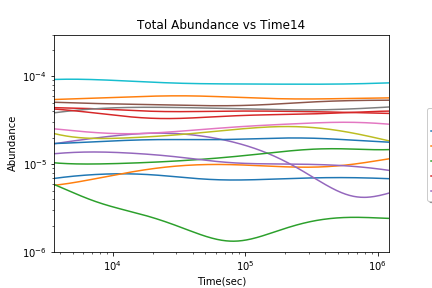 Total Abundance vs Time14
10⁻⁴
10⁻⁵
10⁻⁶
Abundance
10⁴ 10⁵ 10⁶
Time(sec)